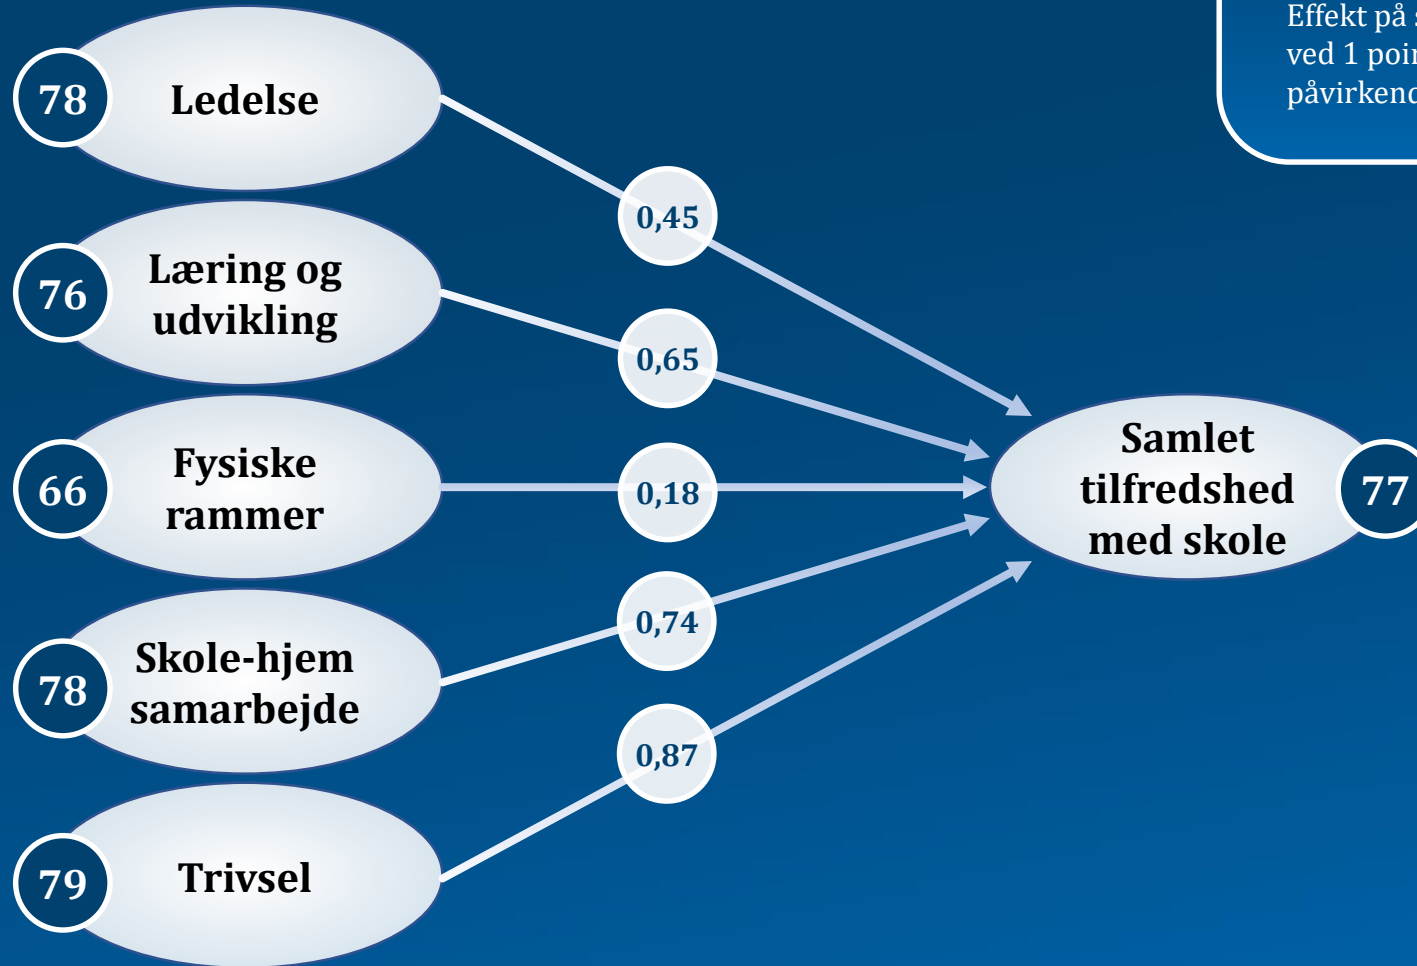 Effekt på
ved 1
78
Ledelse
0,45
76
Læring og
udvikling
0,65
66
Fysiske
rammer
0,18
Samlet
tilfredshed
med skole
77
78
Skole-hjem
samarbejde
0,74
79
Trivsel
0,87